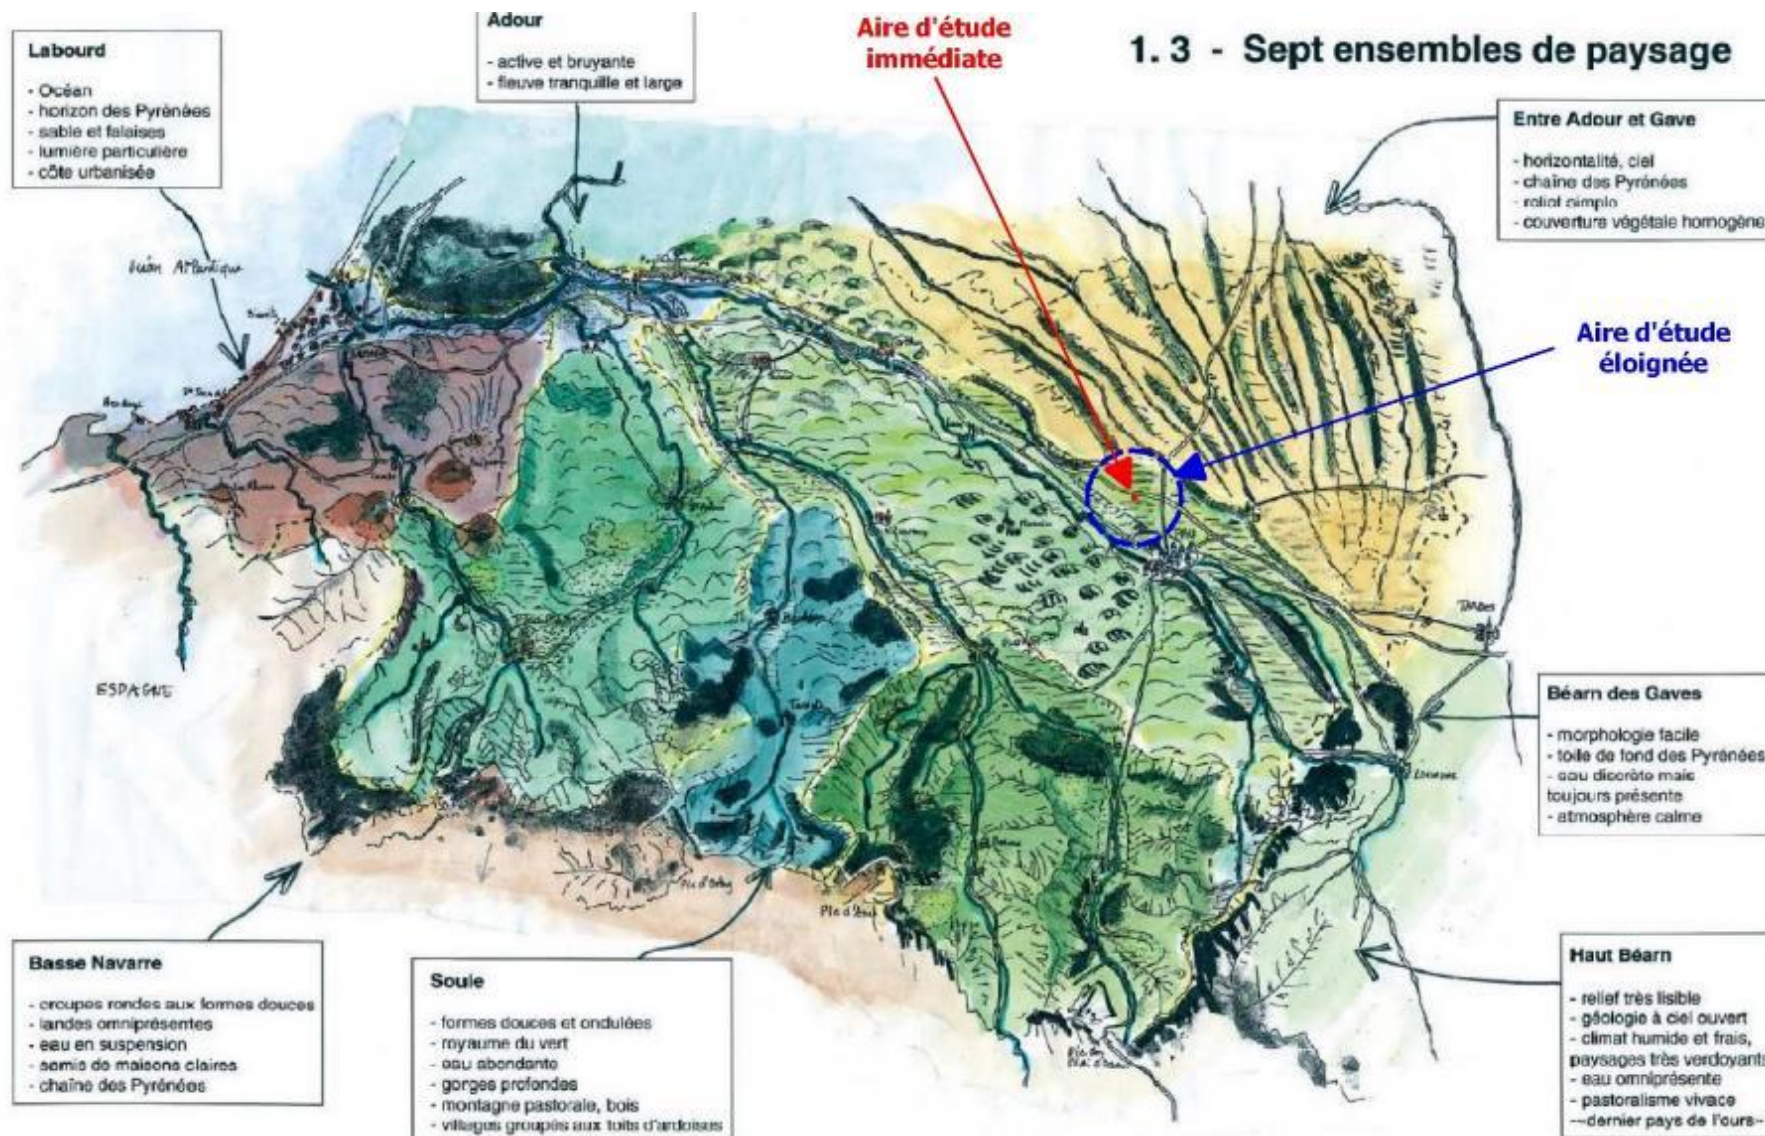 Labourd
- Océan
- horizon des Pyrénées
- sable et falaises
- lumière particulière
- côte urbanisée
Adour
- active et bruyante
- fleuve tranquille et large
Aire d'étude
immédiate
1. 3 - Sept ensembles de paysage
Entre Adour et Gave
- horizontalité, ciel
- chaîne des Pyrénées
- relief simple
- couverture végétale homogène
Aire d'étude
éloignée
Atlantique
ESPAGNE
Béarn des Gaves
- morphologie facile
- toile de fond des Pyrénées
- eau discrète mais
toujours présente
- atmosphère calme
Basse Navarre
- croupes rondes aux formes douces
- landes omniprésentes
- eau en suspension
- semis de maisons claires
- chaîne des Pyrénées
Soule
- formes douces et ondulées
- royaume du vert
- eau abondante
- gorges profondes
- montagne pastorale, bois
- villages groupés aux toits d'ardoises
Haut Béarn
- relief très lisible
- géologie à ciel ouvert
- climat humide et frais,
paysages très verdoyants
- eau omniprésente
- pastoralisme vivace
--dernier pays de l'ours--